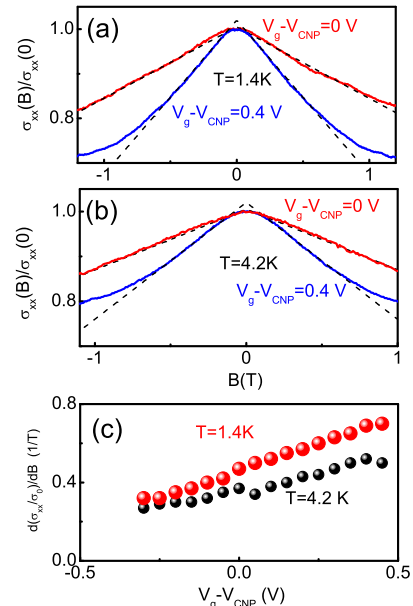 (a)
V_g-V_CNP=0 V
T=1.4K
V_g-V_CNP=0.4 V
σ_xx(B)/σ_xx(0)
1.0
0.8
-1 0 1
(b)
V_g-V_CNP=0 V
T=4.2K
V_g-V_CNP=0.4 V
σ_xx(B)/σ_xx(0)
1.0
0.8
-1 0 1
B(T)
(c)
T=1.4K
T=4.2 K
d(σ_xx/σ_0)/dB (1/T)
0.8
0.4
0.0
-0.5 0.0 0.5
V_g-V_CNP (V)